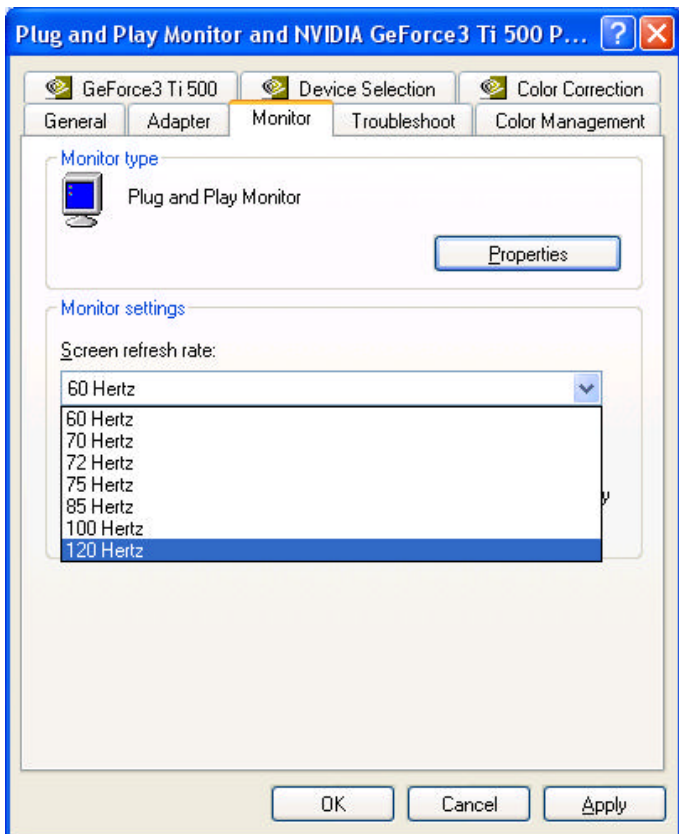 Plug and Play Monitor and NVIDIA GeForce3 Ti 500 P...
GeForce3 Ti 500 Device Selection Color Correction
General Adapter Monitor Troubleshoot Color Management
Monitor type
Plug and Play Monitor
Properties
Monitor settings
Screen refresh rate:
60 Hertz
60 Hertz
70 Hertz
72 Hertz
75 Hertz
85 Hertz
100 Hertz
120 Hertz
OK Cancel Apply